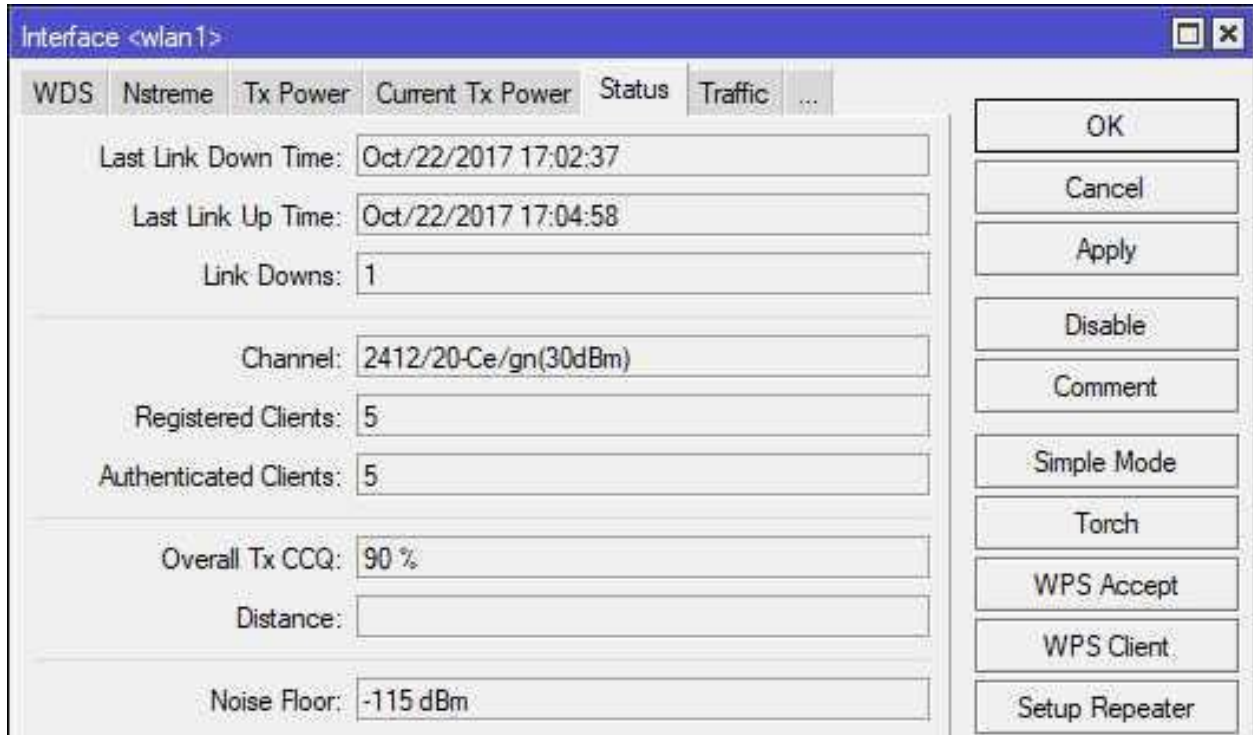 Interface <wlan1>
WDS Nstreme Tx Power Current Tx Power Status Traffic ...
Last Link Down Time: Oct/22/2017 17:02:37
Last Link Up Time: Oct/22/2017 17:04:58
Link Downs: 1
Channel: 2412/20-Ce/gn(30dBm)
Registered Clients: 5
Authenticated Clients: 5
Overall Tx CCQ: 90 %
Distance:
Noise Floor: -115 dBm
OK
Cancel
Apply
Disable
Comment
Simple Mode
Torch
WPS Accept
WPS Client
Setup Repeater